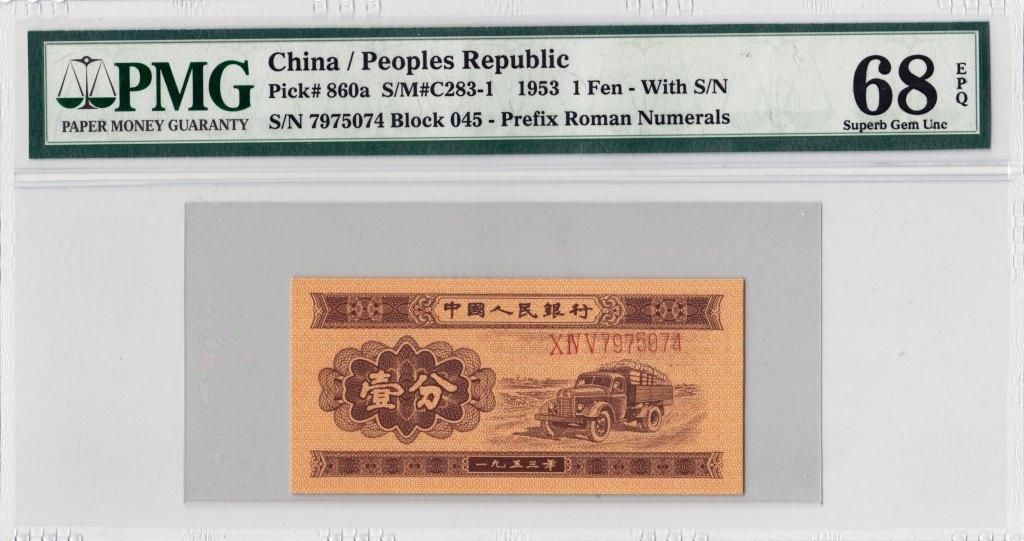 PMG
PAPER MONEY GUARANTY
China / Peoples Republic
Pick# 860a S/M#C283-1 1953 1 Fen - With S/N
S/N 7975074 Block 045 - Prefix Roman Numerals
68
EPQ
Superb Gem Unc
中國人民銀行
X IV V 7975074
壹分
一九五三年